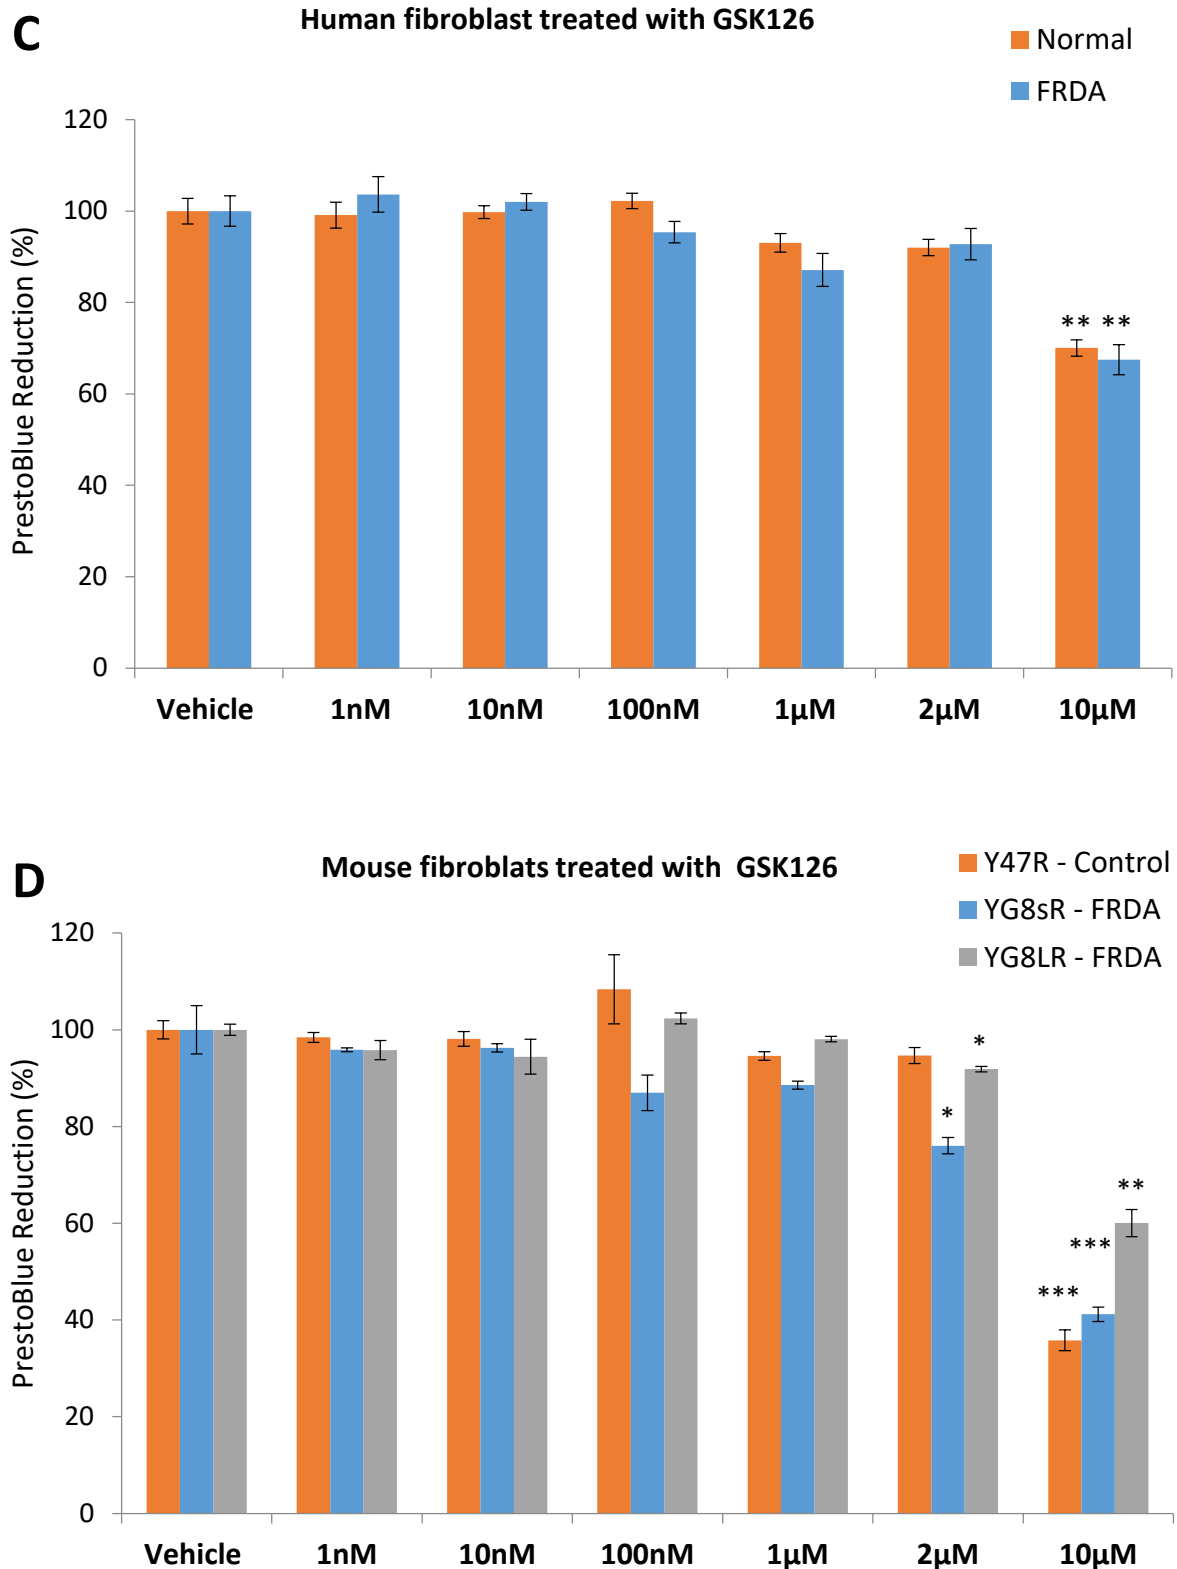 C
Human fibroblast treated with GSK126
Normal
FRDA
PrestoBlue Reduction (%)
120
100
80
60
40
20
0
** **
Vehicle 1nM 10nM 100nM 1µM 2µM 10µM
D
Mouse fibroblats treated with GSK126
Y47R - Control
YG8sR - FRDA
YG8LR - FRDA
PrestoBlue Reduction (%)
120
100
80
60
40
20
0
*
*
**
***
***
Vehicle 1nM 10nM 100nM 1µM 2µM 10µM